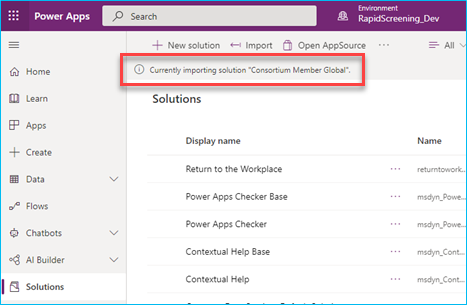 Power Apps
Search
Environment
RapidScreening_Dev
New solution
Import
Open AppSource
All
Currently importing solution "Consortium Member Global".
Home
Learn
Apps
Create
Data
Flows
Chatbots
AI Builder
Solutions
Solutions
Display name
Name
Return to the Workplace
returntowork...
Power Apps Checker Base
msdyn_Powe...
Power Apps Checker
msdyn_Powe...
Contextual Help Base
msdyn_Cont...
Contextual Help
msdyn_Cont...